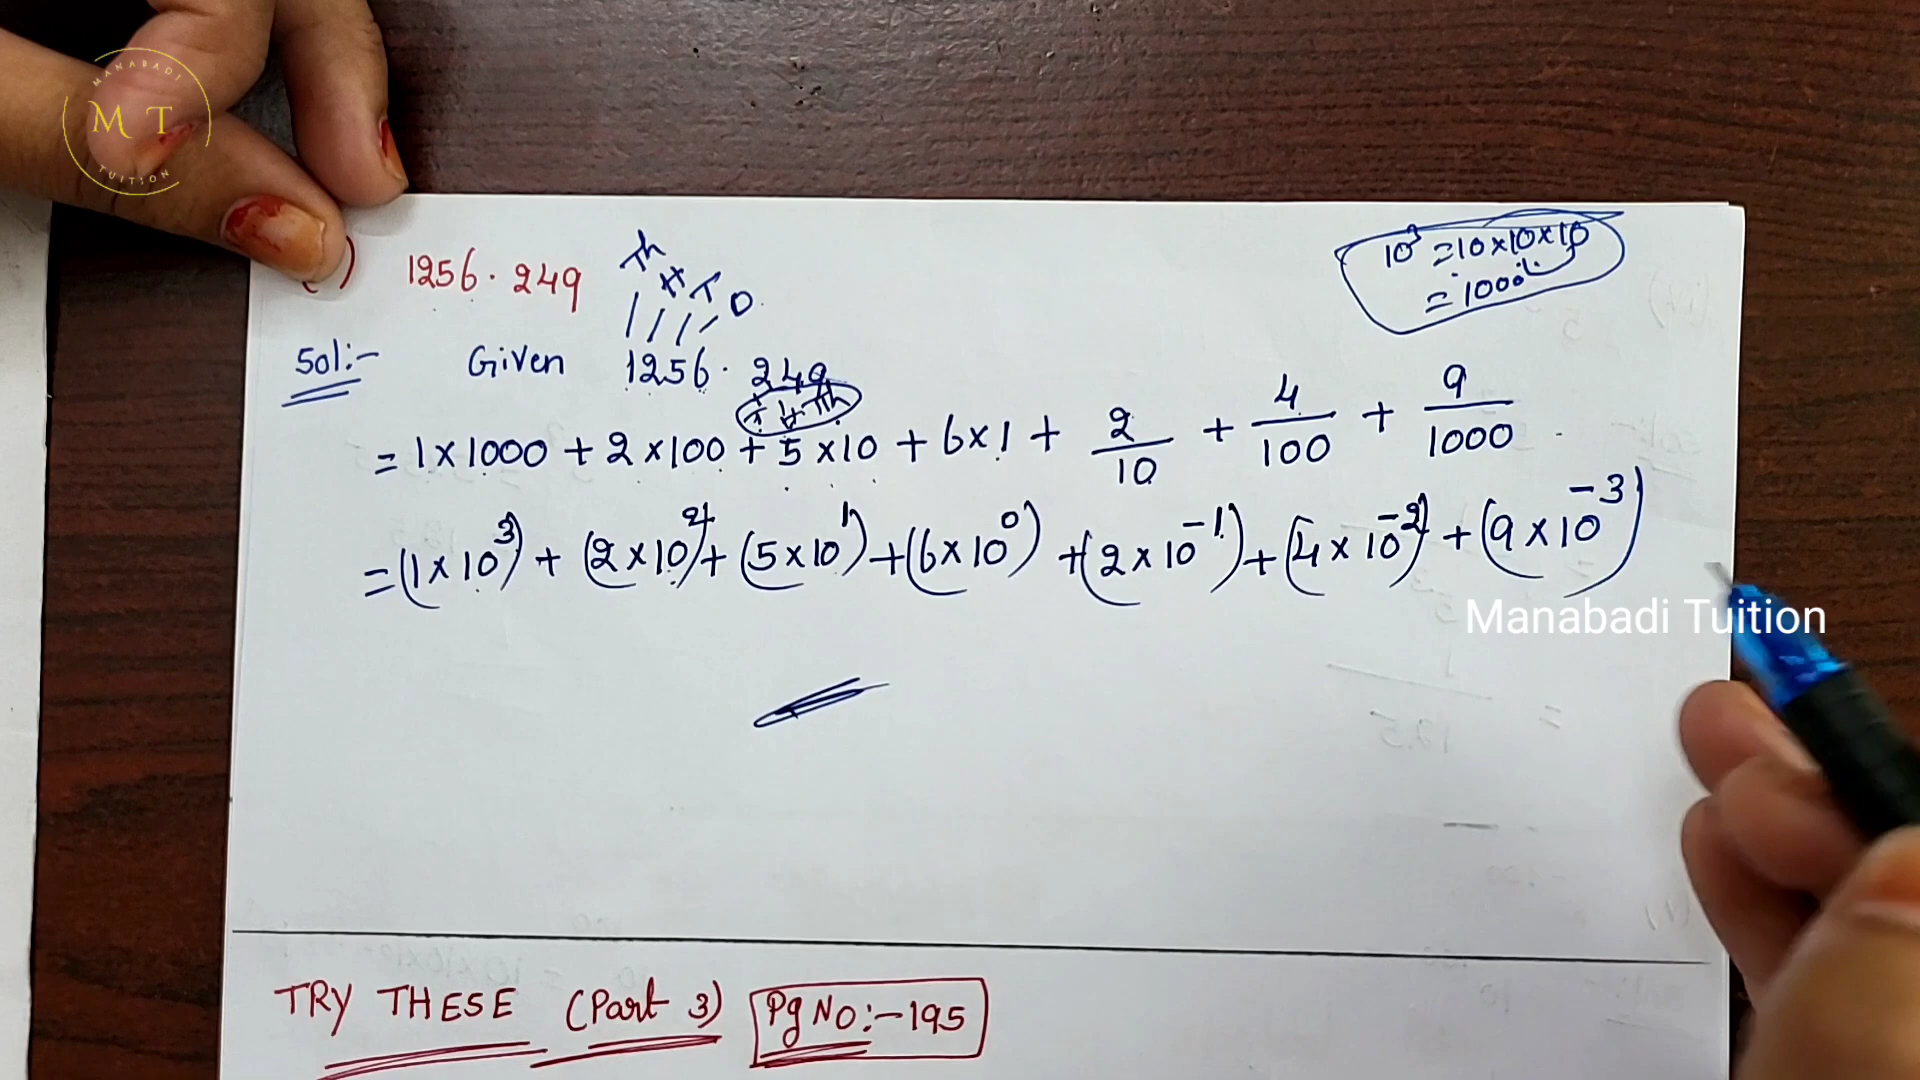 MANABADI
M T
TUITION
) 1256.249
Th H T O
10³ = 10×10×10
= 1000
Sol:- Given 1256.249
T H Th
= 1×1000 + 2×100 + 5×10 + 6×1 + 2/10 + 4/100 + 9/1000
= (1×10³) + (2×10²) + (5×10¹) + (6×10⁰) + (2×10⁻¹) + (4×10⁻²) + (9×10⁻³)
Manabadi Tuition
TRY THESE (Part 3) Pg No:-195